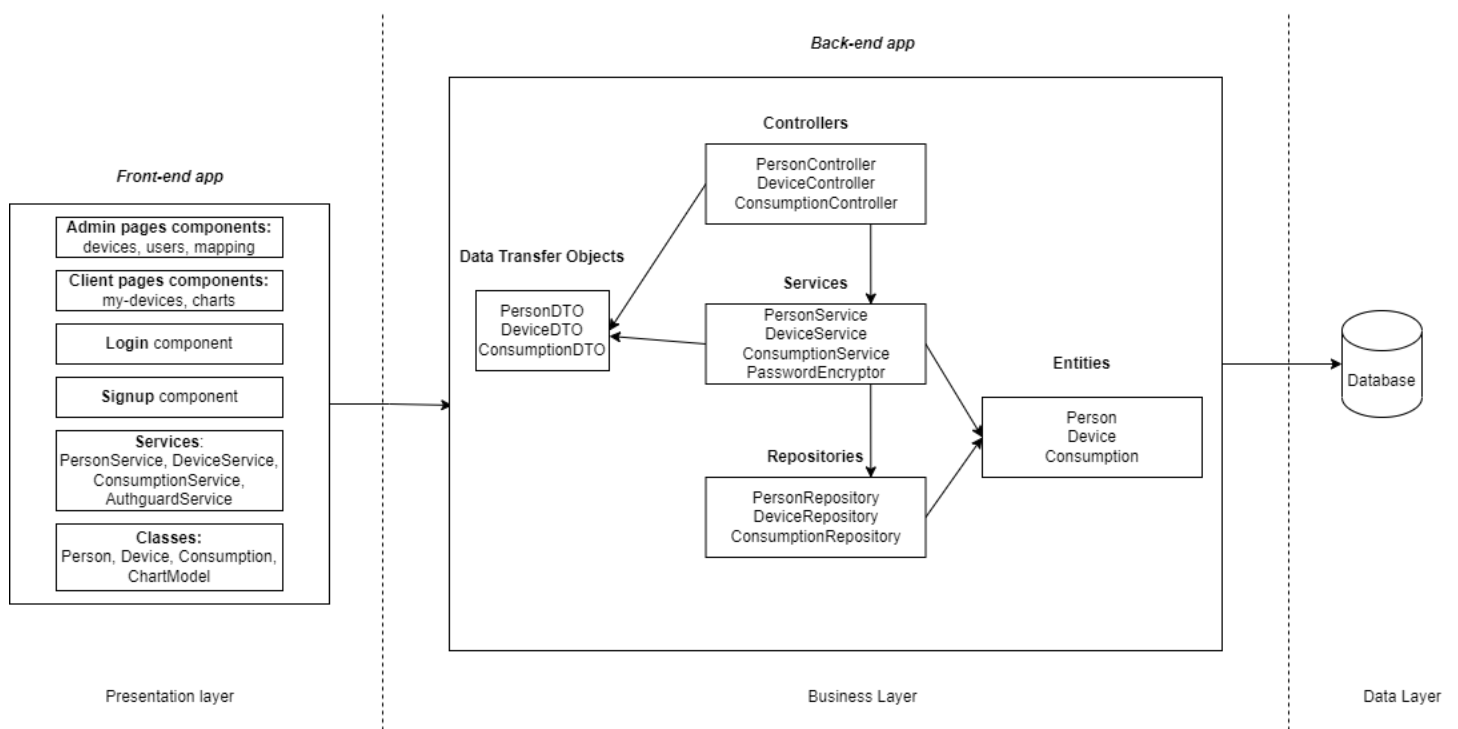 Back-end app
Front-end app
Admin pages components:
devices, users, mapping
Client pages components:
my-devices, charts
Login component
Signup component
Services:
PersonService, DeviceService,
ConsumptionService,
AuthguardService
Classes:
Person, Device, Consumption,
ChartModel
Controllers
PersonController
DeviceController
ConsumptionController
Data Transfer Objects
PersonDTO
DeviceDTO
ConsumptionDTO
Services
PersonService
DeviceService
ConsumptionService
PasswordEncryptor
Entities
Person
Device
Consumption
Repositories
PersonRepository
DeviceRepository
ConsumptionRepository
Database
Presentation layer
Business Layer
Data Layer